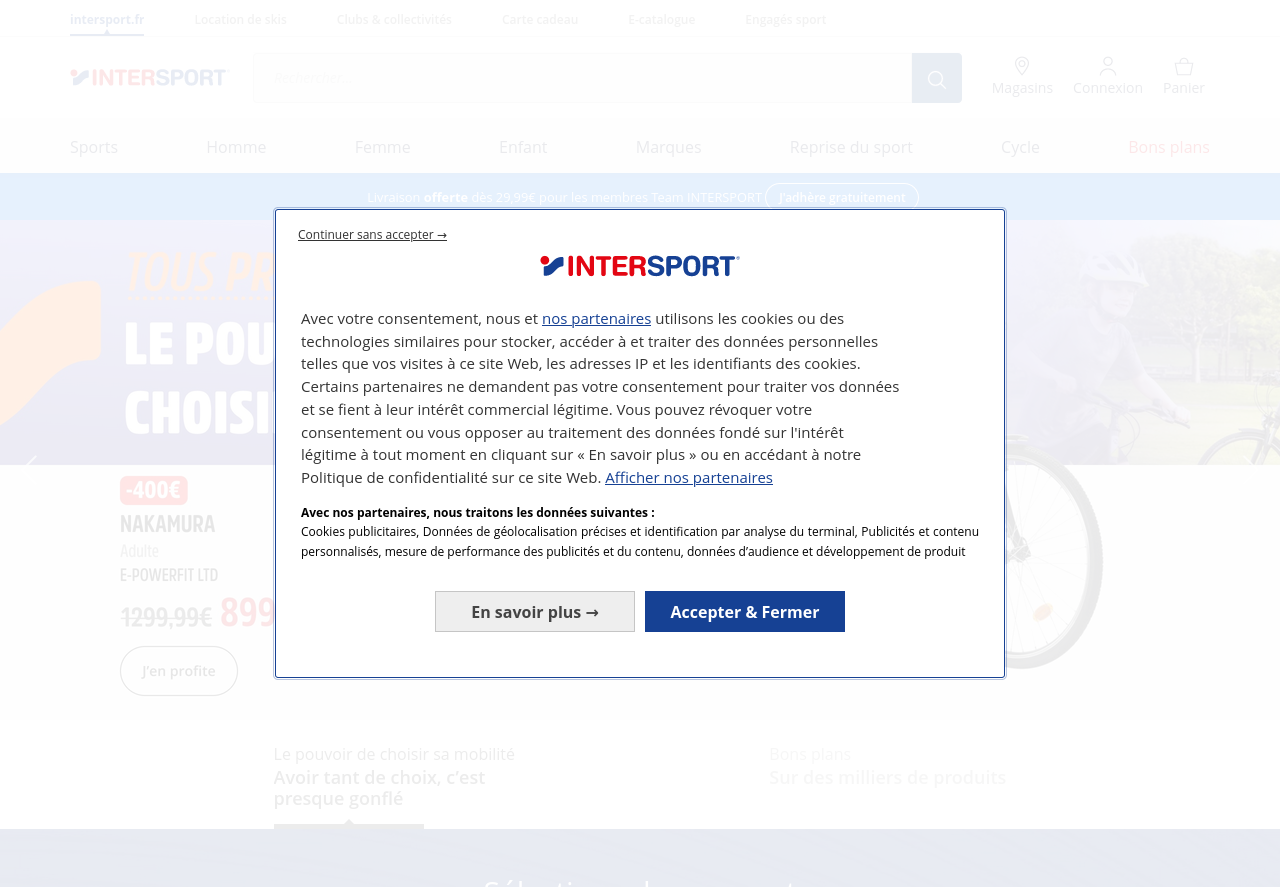 intersport.fr
Location de skis
Clubs & collectivités
Carte cadeau
E-catalogue
Engagés sport
INTERSPORT
Magasins
Connexion
Panier
Sports
Homme
Femme
Enfant
Marques
Reprise du sport
Cycle
Bons plans
Livraison offerte dès 29,99€ pour les membres Team INTERSPORT
J'adhère gratuitement
Continuer sans accepter →
INTERSPORT
TOUS PR
LE POU
CHOISI
Avec votre consentement, nous et nos partenaires utilisons les cookies ou des
technologies similaires pour stocker, accéder à et traiter des données personnelles
telles que vos visites à ce site Web, les adresses IP et les identifiants des cookies.
Certains partenaires ne demandent pas votre consentement pour traiter vos données
et se fient à leur intérêt commercial légitime. Vous pouvez révoquer votre
consentement ou vous opposer au traitement des données fondé sur l'intérêt
légitime à tout moment en cliquant sur « En savoir plus » ou en accédant à notre
Politique de confidentialité sur ce site Web. Afficher nos partenaires
Avec nos partenaires, nous traitons les données suivantes :
Cookies publicitaires, Données de géolocalisation précises et identification par analyse du terminal, Publicités et contenu
personnalisés, mesure de performance des publicités et du contenu, données d’audience et développement de produit
En savoir plus →
Accepter & Fermer
-400€
NAKAMURA
Adulte
E-POWERFIT LTD
1299,99€ 899
J'en profite
Le pouvoir de choisir sa mobilité
Avoir tant de choix, c'est
presque gonflé
Bons plans
Sur des milliers de produits